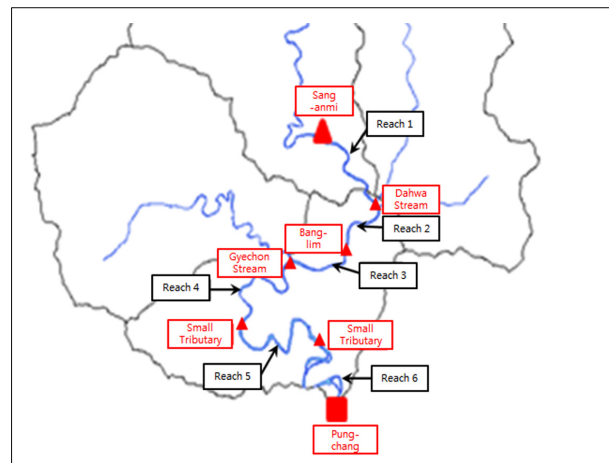 Sang
-anmi
Reach 1
Dahwa
Stream
Reach 2
Bang-
lim
Gyechon
Stream
Reach 3
Reach 4
Small
Tributary
Small
Tributary
Reach 5
Reach 6
Pung-
chang